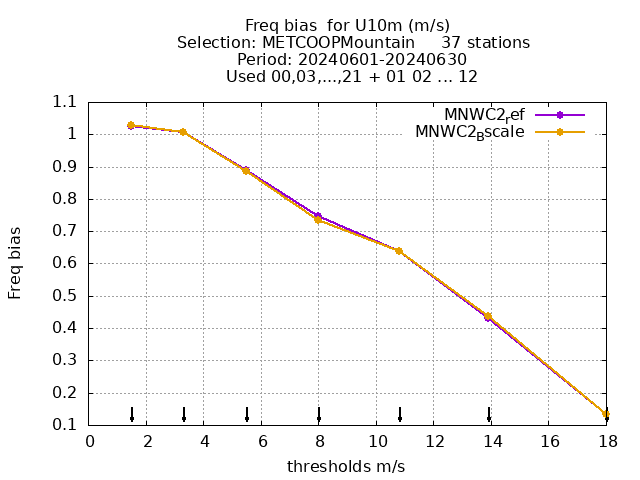 Freq bias  for U10m (m/s)
Selection: METCOOPMountain     37 stations
Period: 20240601-20240630
Used 00,03,...,21 + 01 02 ... 12
MNWC2_ref
MNWC2_Bscale
1.1
1
0.9
0.8
0.7
0.6
0.5
0.4
0.3
0.2
0.1
Freq bias
0 2 4 6 8 10 12 14 16 18
thresholds m/s